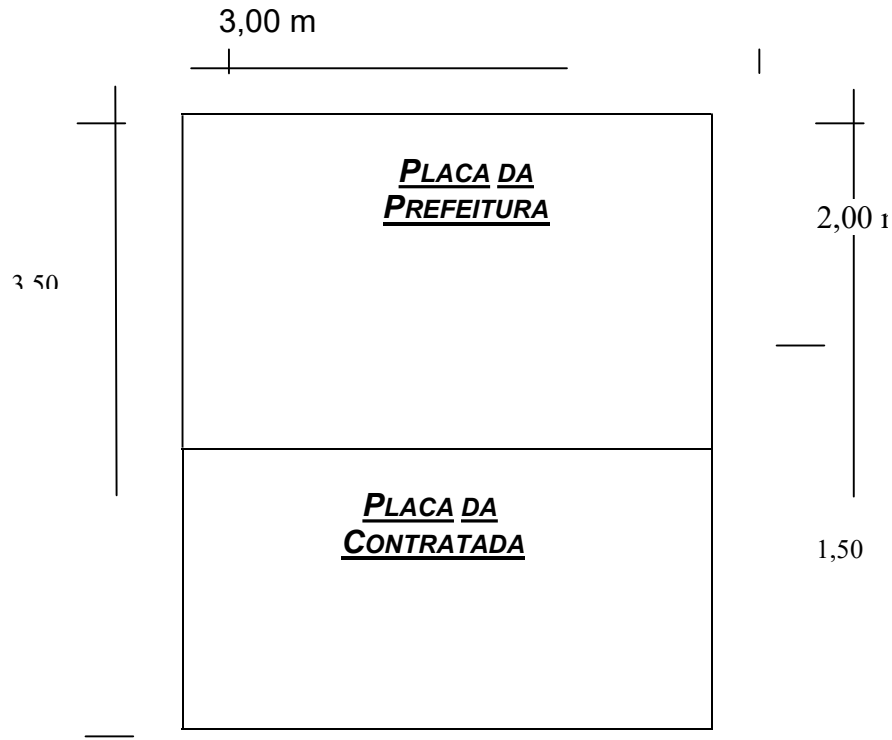 3,00 m
PLACA DA
PREFEITURA
2,00 m
3,50
PLACA DA
CONTRATADA
1,50